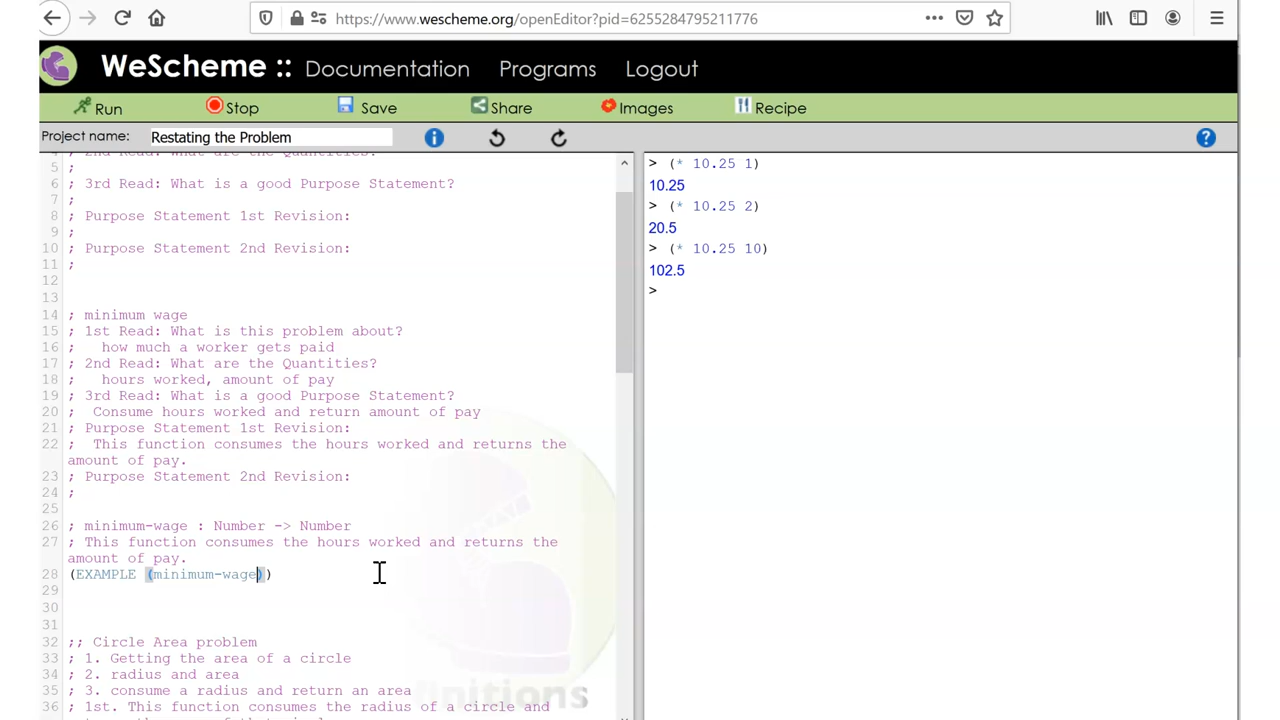 https://www.wescheme.org/openEditor?pid=6255284795211776
WeScheme :: Documentation Programs Logout
Run Stop Save Share Images Recipe
Project name: Restating the Problem
4 ; 2nd Read: What are the Quantities?
5 ;
6 ; 3rd Read: What is a good Purpose Statement?
7 ;
8 ; Purpose Statement 1st Revision:
9 ;
10 ; Purpose Statement 2nd Revision:
11 ;
12
13
14 ; minimum wage
15 ; 1st Read: What is this problem about?
16 ;   how much a worker gets paid
17 ; 2nd Read: What are the Quantities?
18 ;   hours worked, amount of pay
19 ; 3rd Read: What is a good Purpose Statement?
20 ;  Consume hours worked and return amount of pay
21 ; Purpose Statement 1st Revision:
22 ;  This function consumes the hours worked and returns the
amount of pay.
23 ; Purpose Statement 2nd Revision:
24 ;
25
26 ; minimum-wage : Number -> Number
27 ; This function consumes the hours worked and returns the
amount of pay.
28 (EXAMPLE (minimum-wage))
29
30
31
32 ;; Circle Area problem
33 ; 1. Getting the area of a circle
34 ; 2. radius and area
35 ; 3. consume a radius and return an area
36 ; 1st. This function consumes the radius of a circle and
> (* 10.25 1)
10.25
> (* 10.25 2)
20.5
> (* 10.25 10)
102.5
>